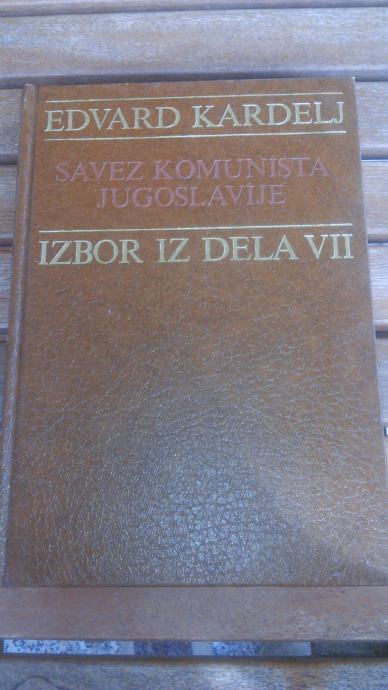 EDVARD KARDELJ
SAVEZ KOMUNISTA
JUGOSLAVIJE
IZBOR IZ DELA VII